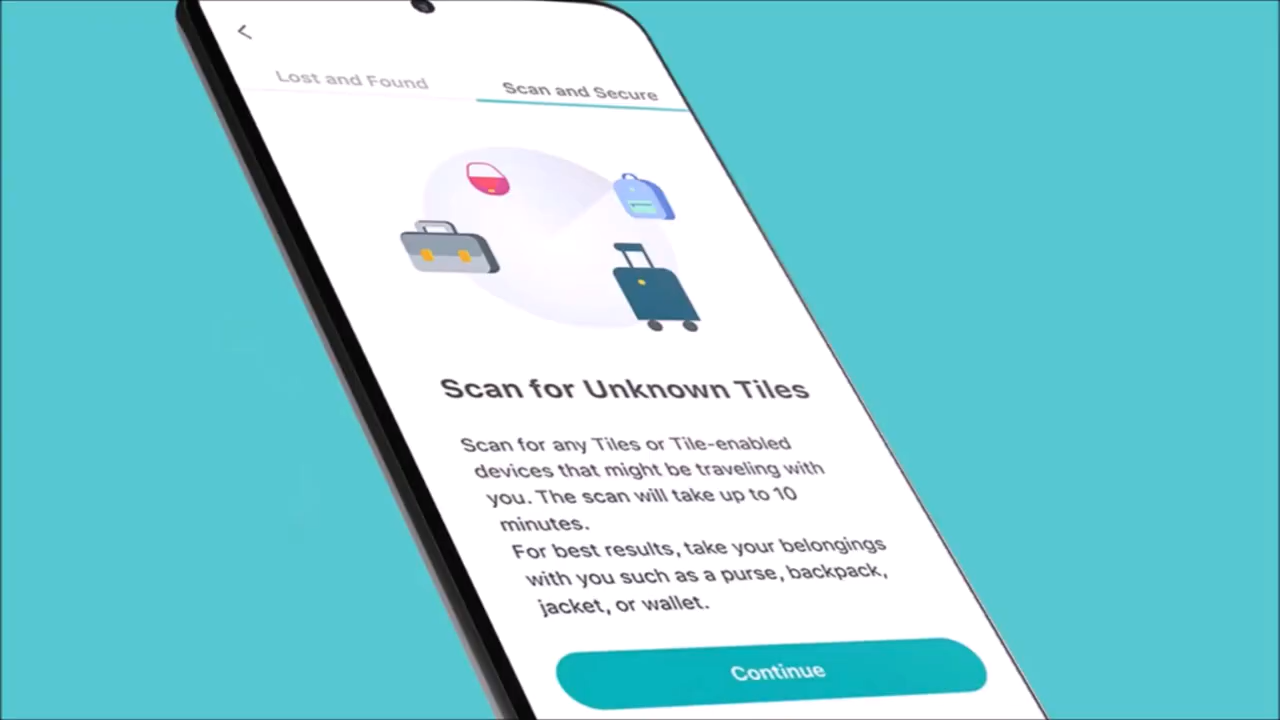 Lost and Found
Scan and Secure
Scan for Unknown Tiles
Scan for any Tiles or Tile-enabled
devices that might be traveling with
you. The scan will take up to 10
minutes.
For best results, take your belongings
with you such as a purse, backpack,
jacket, or wallet.
Continue